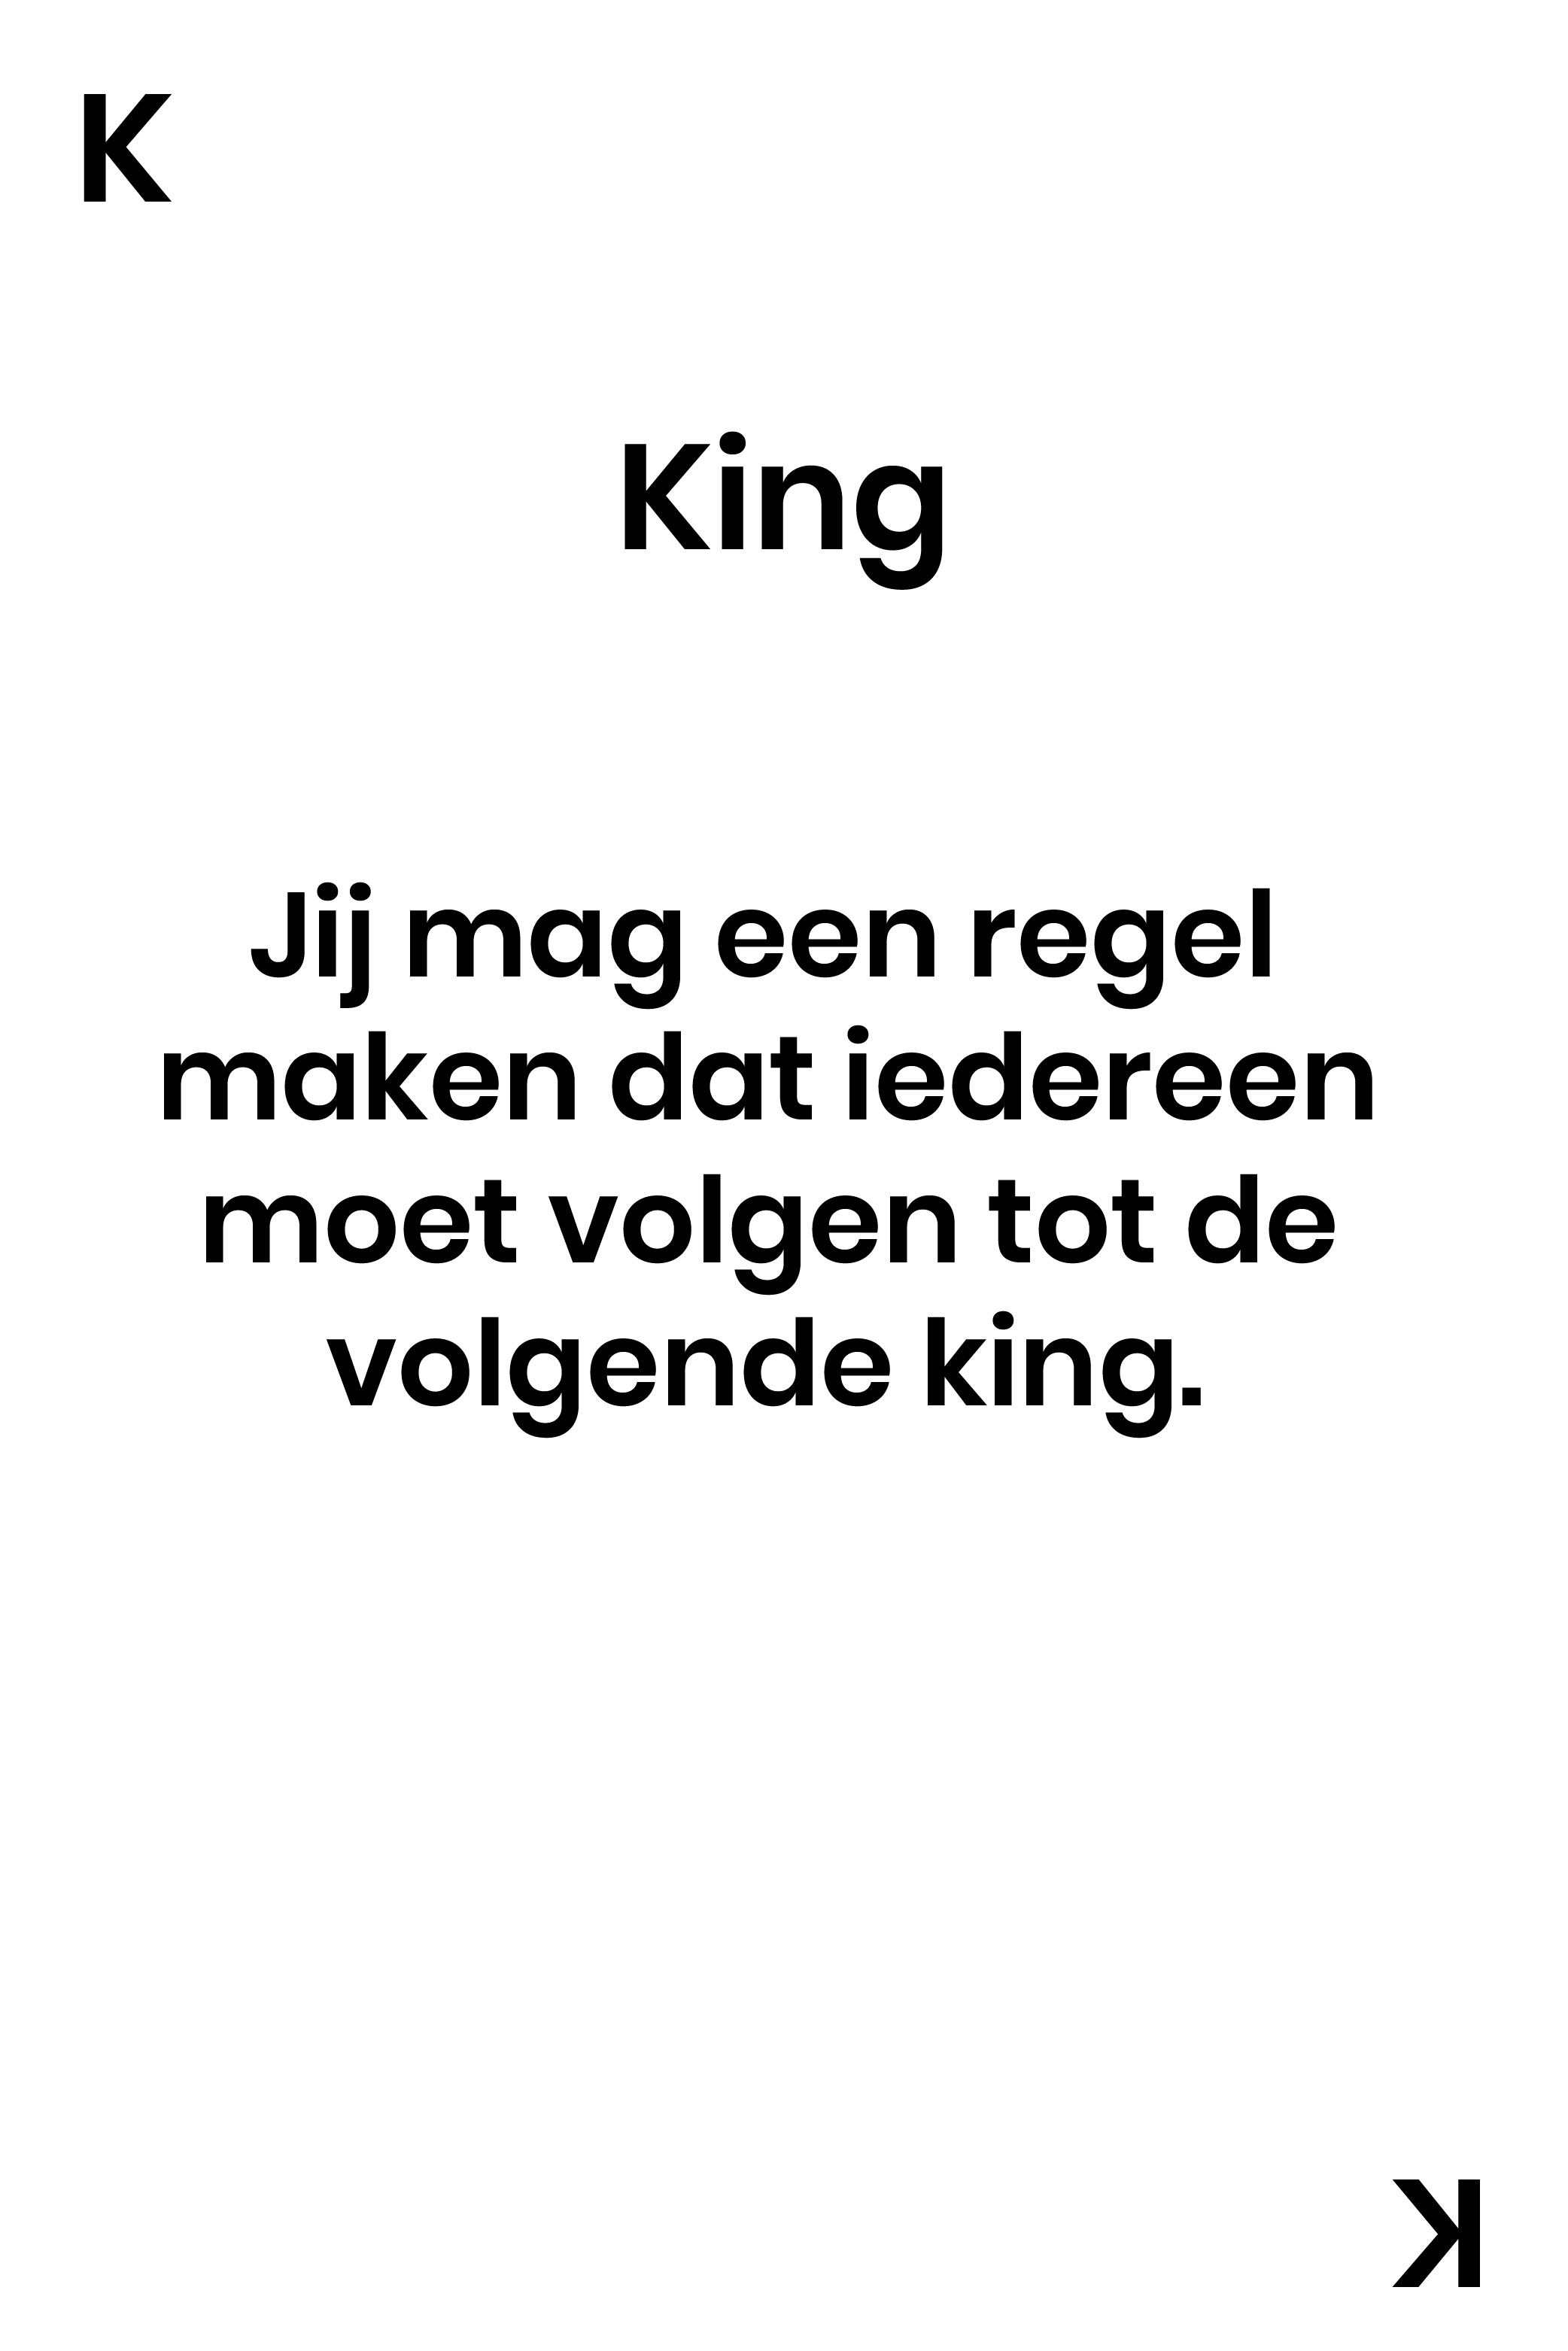 K
King
Jij mag een regel
maken dat iedereen
moet volgen tot de
volgende king.
K